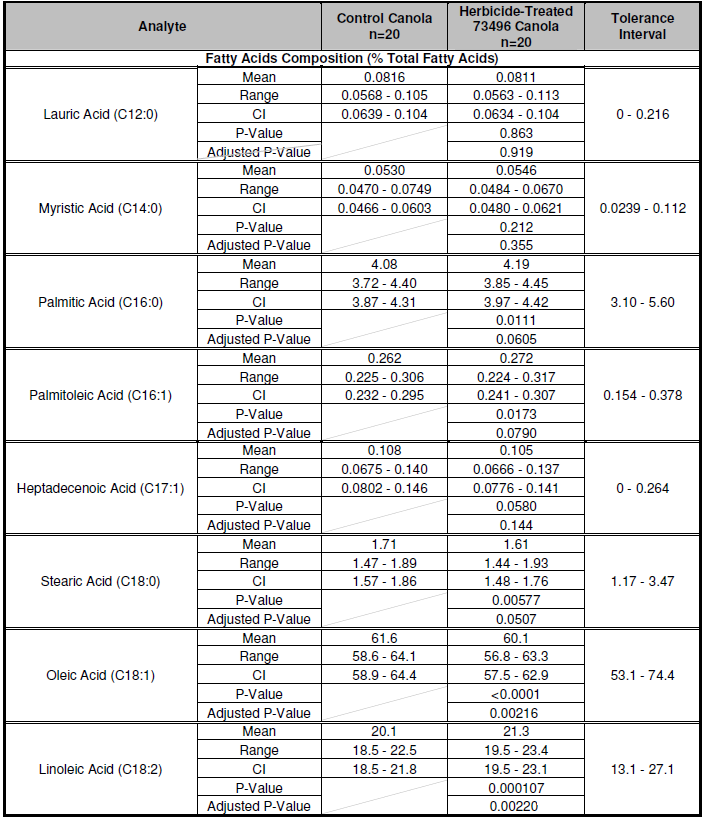 Analyte Control Canola n=20 Herbicide-Treated 73496 Canola n=20 Tolerance Interval
Fatty Acids Composition (% Total Fatty Acids)
Lauric Acid (C12:0) 0 - 0.216
Mean 0.0816 0.0811
Range 0.0568 - 0.105 0.0563 - 0.113
CI 0.0639 - 0.104 0.0634 - 0.104
P-Value 0.863
Adjusted P-Value 0.919
Myristic Acid (C14:0) 0.0239 - 0.112
Mean 0.0530 0.0546
Range 0.0470 - 0.0749 0.0484 - 0.0670
CI 0.0466 - 0.0603 0.0480 - 0.0621
P-Value 0.212
Adjusted P-Value 0.355
Palmitic Acid (C16:0) 3.10 - 5.60
Mean 4.08 4.19
Range 3.72 - 4.40 3.85 - 4.45
CI 3.87 - 4.31 3.97 - 4.42
P-Value 0.0111
Adjusted P-Value 0.0605
Palmitoleic Acid (C16:1) 0.154 - 0.378
Mean 0.262 0.272
Range 0.225 - 0.306 0.224 - 0.317
CI 0.232 - 0.295 0.241 - 0.307
P-Value 0.0173
Adjusted P-Value 0.0790
Heptadecenoic Acid (C17:1) 0 - 0.264
Mean 0.108 0.105
Range 0.0675 - 0.140 0.0666 - 0.137
CI 0.0802 - 0.146 0.0776 - 0.141
P-Value 0.0580
Adjusted P-Value 0.144
Stearic Acid (C18:0) 1.17 - 3.47
Mean 1.71 1.61
Range 1.47 - 1.89 1.44 - 1.93
CI 1.57 - 1.86 1.48 - 1.76
P-Value 0.00577
Adjusted P-Value 0.0507
Oleic Acid (C18:1) 53.1 - 74.4
Mean 61.6 60.1
Range 58.6 - 64.1 56.8 - 63.3
CI 58.9 - 64.4 57.5 - 62.9
P-Value <0.0001
Adjusted P-Value 0.00216
Linoleic Acid (C18:2) 13.1 - 27.1
Mean 20.1 21.3
Range 18.5 - 22.5 19.5 - 23.4
CI 18.5 - 21.8 19.5 - 23.1
P-Value 0.000107
Adjusted P-Value 0.00220